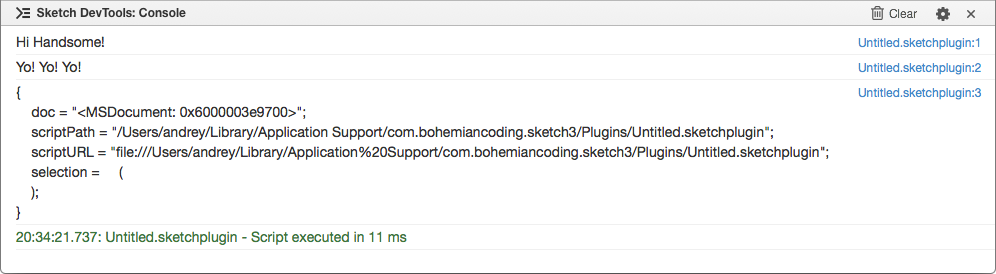 Sketch DevTools: Console Clear
Hi Handsome! Untitled.sketchplugin:1
Yo! Yo! Yo! Untitled.sketchplugin:2
{ Untitled.sketchplugin:3
doc = "<MSDocument: 0x6000003e9700>";
scriptPath = "/Users/andrey/Library/Application Support/com.bohemiancoding.sketch3/Plugins/Untitled.sketchplugin";
scriptURL = "file:///Users/andrey/Library/Application%20Support/com.bohemiancoding.sketch3/Plugins/Untitled.sketchplugin";
selection = (
);
}
20:34:21.737: Untitled.sketchplugin - Script executed in 11 ms